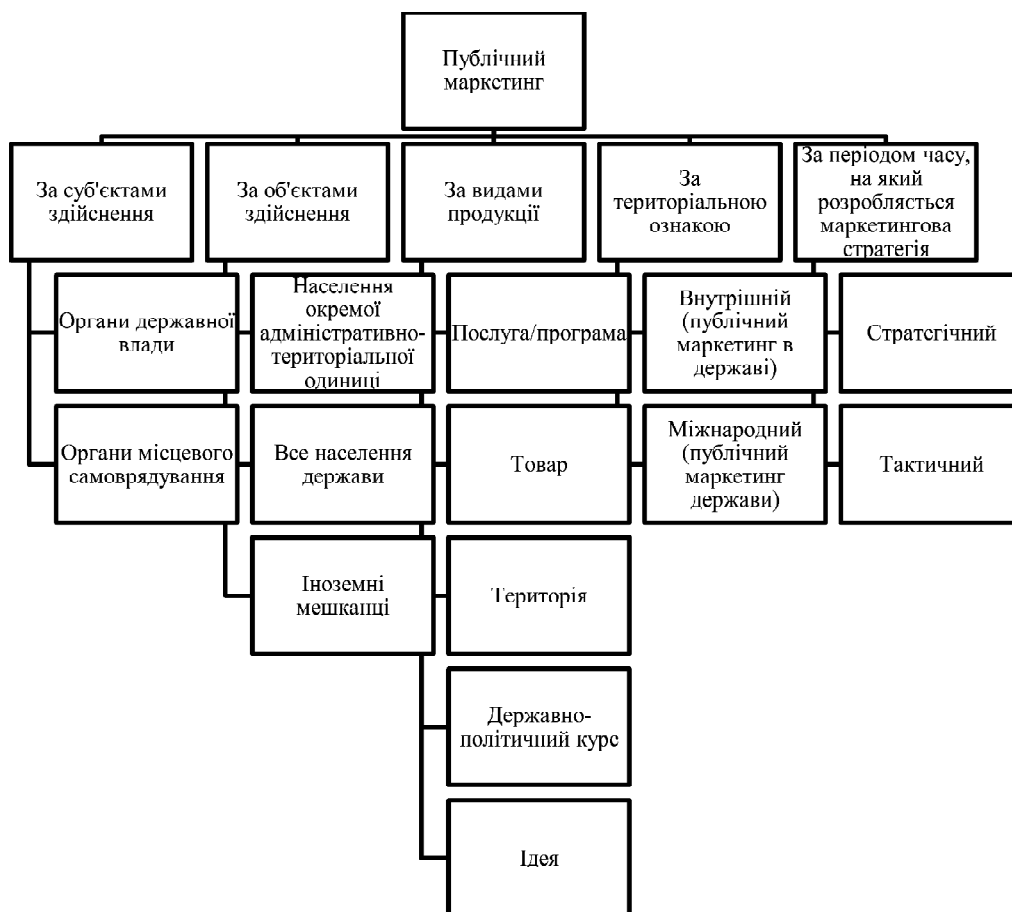 Публічний
маркетинг
За суб'єктами
здійснення
За об'єктами
здійснення
За видами
продукції
За
територіальною
ознакою
За періодом часу,
на який
розробляється
маркетингова
стратегія
Органи державної
влади
Органи місцевого
самоврядування
Населення
окремої
адміністративно-
територіальної
одиниці
Все населення
держави
Іноземні
мешканці
Послуга/програма
Товар
Територія
Державно-
політичний курс
Ідея
Внутрішній
(публічний
маркетинг в
державі)
Міжнародний
(публічний
маркетинг
держави)
Стратегічний
Тактичний